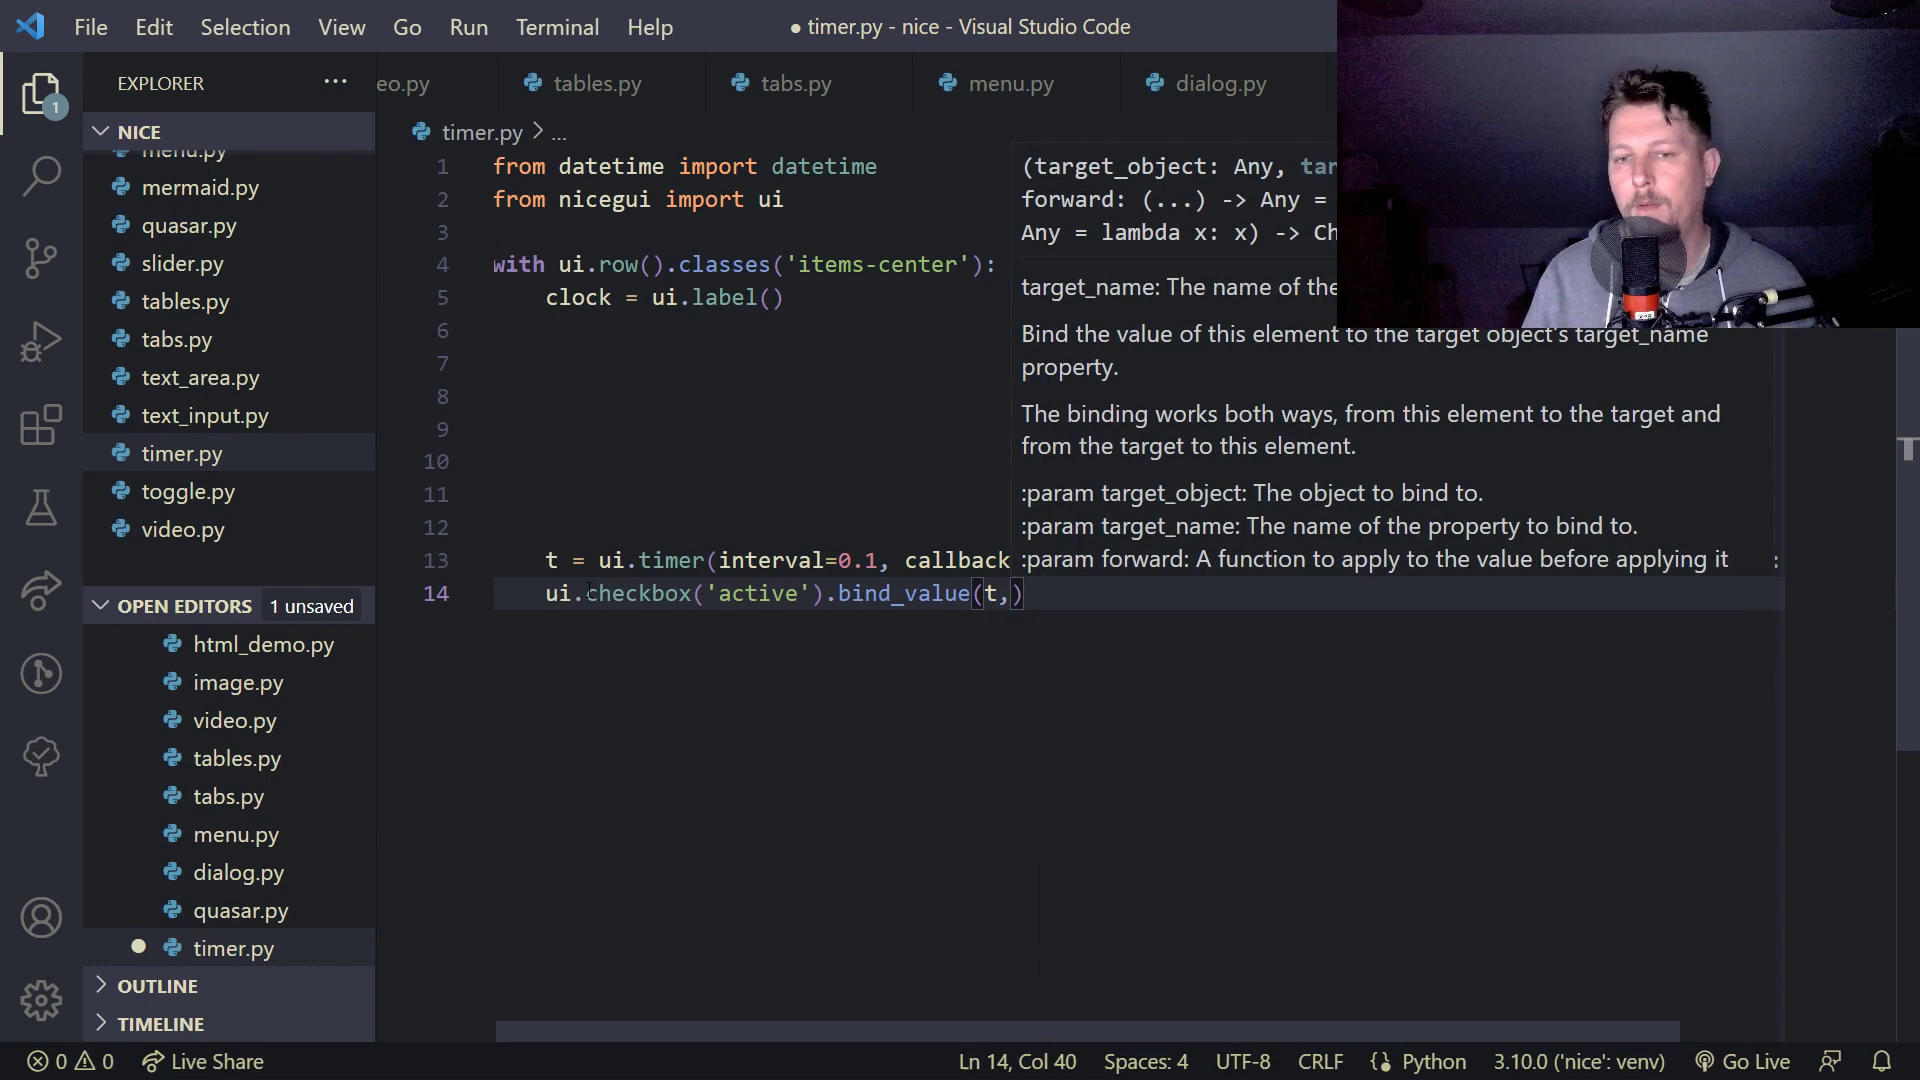 File Edit Selection View Go Run Terminal Help
● timer.py - nice - Visual Studio Code
EXPLORER ...
eo.py tables.py tabs.py menu.py dialog.py
NICE
timer.py > ...
menu.py
mermaid.py
quasar.py
slider.py
tables.py
tabs.py
text_area.py
text_input.py
timer.py
toggle.py
video.py
OPEN EDITORS 1 unsaved
html_demo.py
image.py
video.py
tables.py
tabs.py
menu.py
dialog.py
quasar.py
timer.py
OUTLINE
TIMELINE
1 from datetime import datetime
2 from nicegui import ui
3
4 with ui.row().classes('items-center'):
5 clock = ui.label()
6
7
8
9
10
11
12
13 t = ui.timer(interval=0.1, callback :
14 ui.checkbox('active').bind_value(t,)
(target_object: Any, tar
forward: (...) -> Any =
Any = lambda x: x) -> Ch
target_name: The name of the
Bind the value of this element to the target object's target_name
property.
The binding works both ways, from this element to the target and
from the target to this element.
:param target_object: The object to bind to.
:param target_name: The name of the property to bind to.
:param forward: A function to apply to the value before applying it
1
0 0 Live Share Ln 14, Col 40 Spaces: 4 UTF-8 CRLF {} Python 3.10.0 ('nice': venv) Go Live